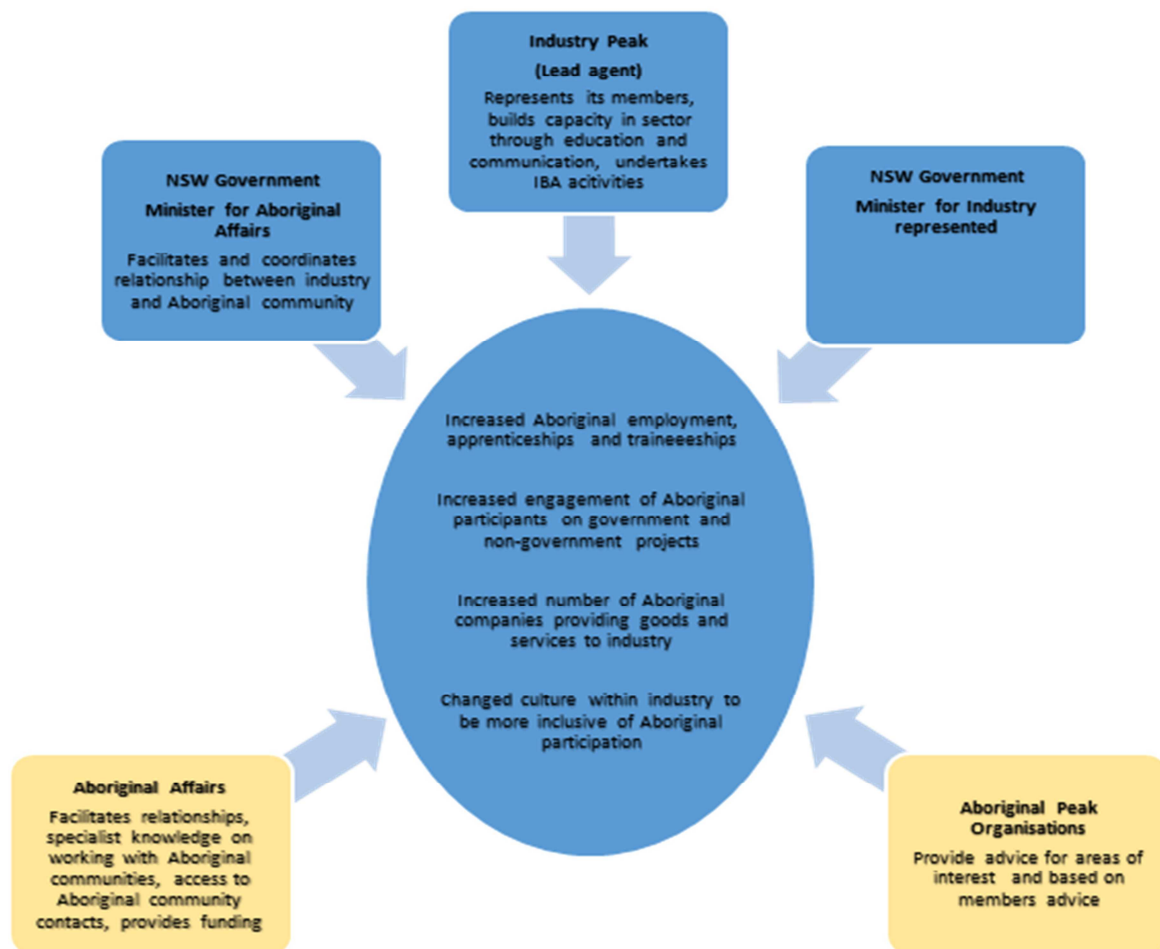 Industry Peak
(Lead agent)
Represents its members,
builds capacity in sector
through education and
communication, undertakes
IBA acitivities
NSW Government
Minister for Aboriginal
Affairs
Facilitates and coordinates
relationship between industry
and Aboriginal community
NSW Government
Minister for Industry
represented
Increased Aboriginal employment,
apprenticeships and traineeeships
Increased engagement of Aboriginal
participants on government and
non-government projects
Increased number of Aboriginal
companies providing goods and
services to industry
Changed culture within industry to
be more inclusive of Aboriginal
participation
Aboriginal Affairs
Facilitates relationships,
specialist knowledge on
working with Aboriginal
communities, access to
Aboriginal community
contacts, provides funding
Aboriginal Peak
Organisations
Provide advice for areas of
interest and based on
members advice